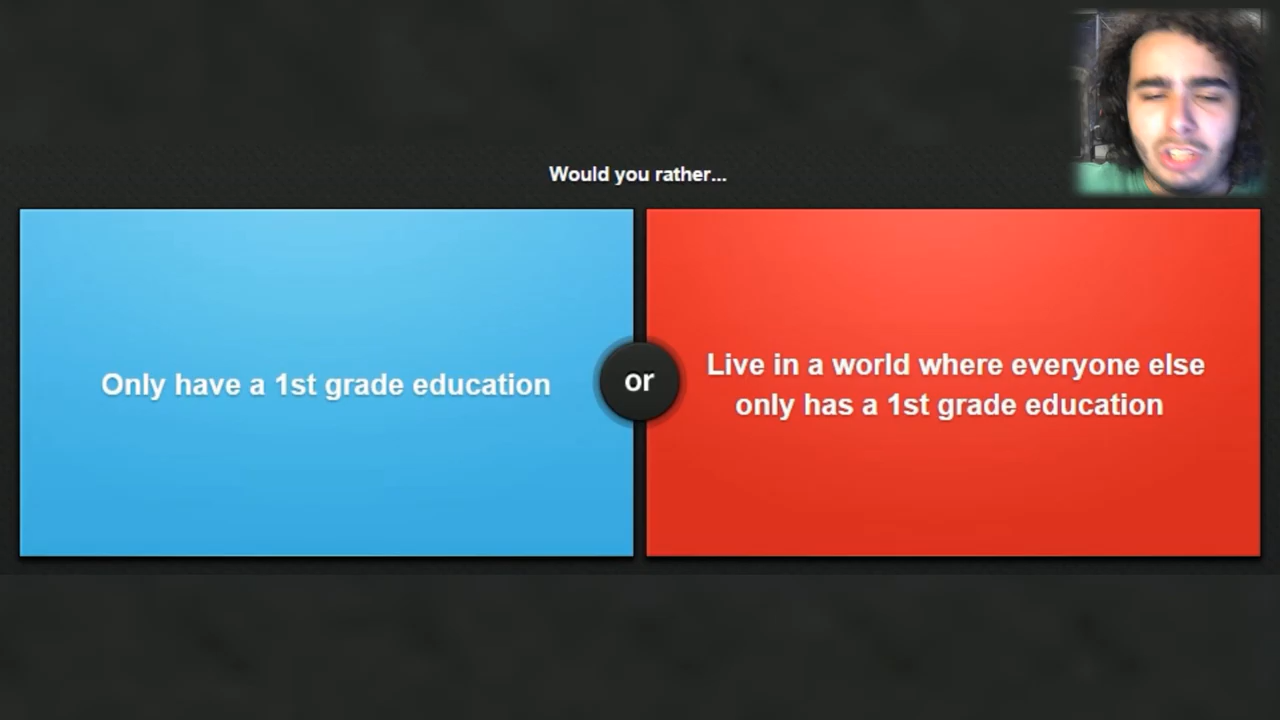 Would you rather...
Only have a 1st grade education
or
Live in a world where everyone else
only has a 1st grade education